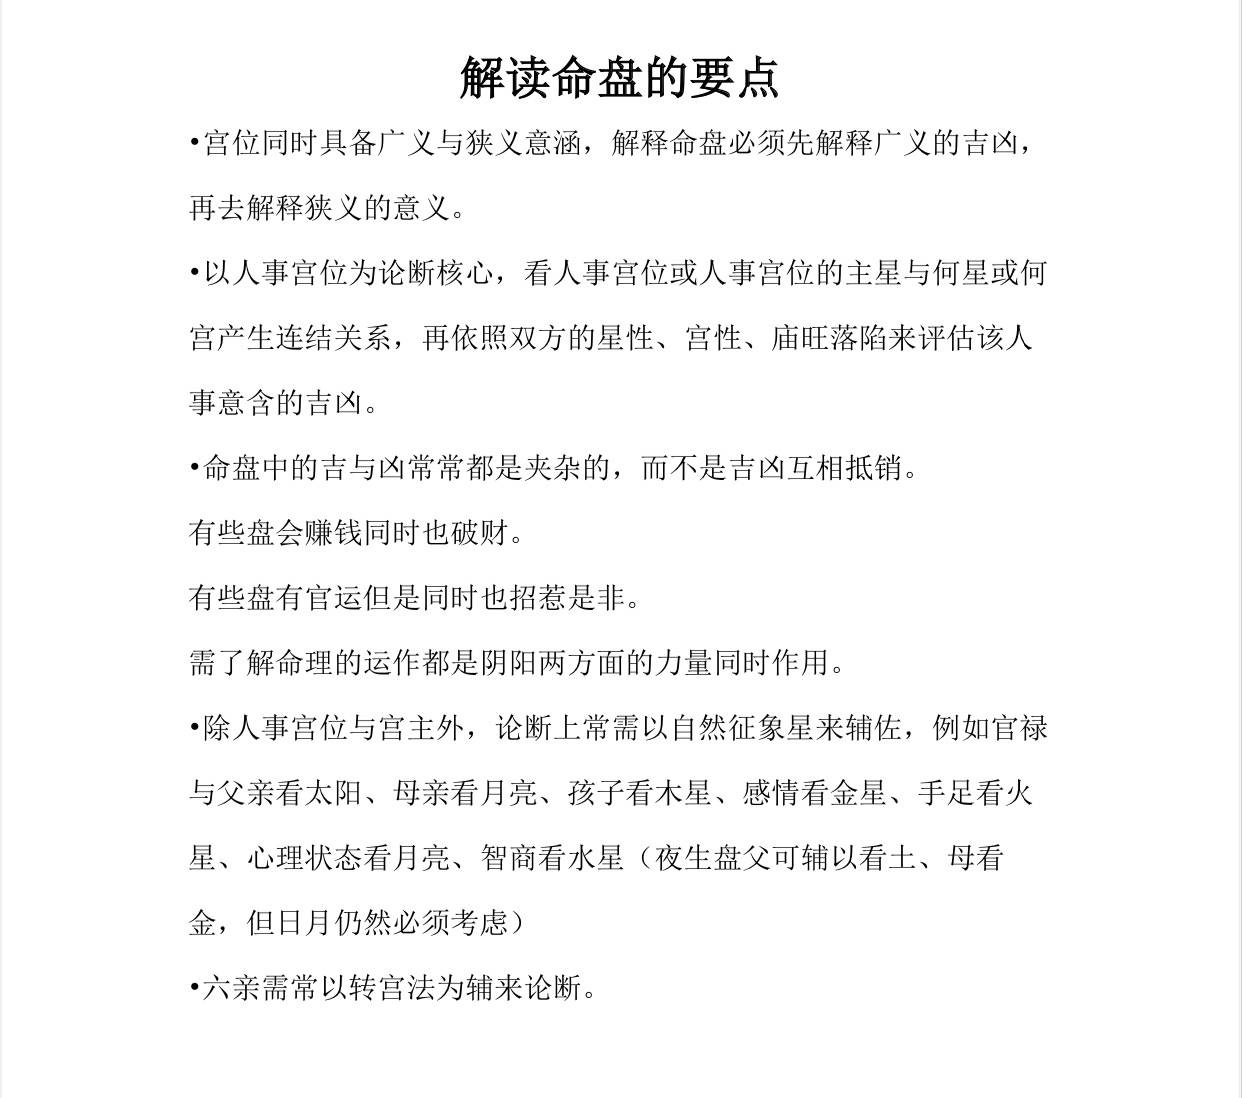 解读命盘的要点
•宫位同时具备广义与狭义意涵，解释命盘必须先解释广义的吉凶，
再去解释狭义的意义。
•以人事宫位为论断核心，看人事宫位或人事宫位的主星与何星或何
宫产生连结关系，再依照双方的星性、宫性、庙旺落陷来评估该人
事意含的吉凶。
•命盘中的吉与凶常常都是夹杂的，而不是吉凶互相抵销。
有些盘会赚钱同时也破财。
有些盘有官运但是同时也招惹是非。
需了解命理的运作都是阴阳两方面的力量同时作用。
•除人事宫位与宫主外，论断上常需以自然征象星来辅佐，例如官禄
与父亲看太阳、母亲看月亮、孩子看木星、感情看金星、手足看火
星、心理状态看月亮、智商看水星（夜生盘父可辅以看土、母看
金，但日月仍然必须考虑）
•六亲需常以转宫法为辅来论断。